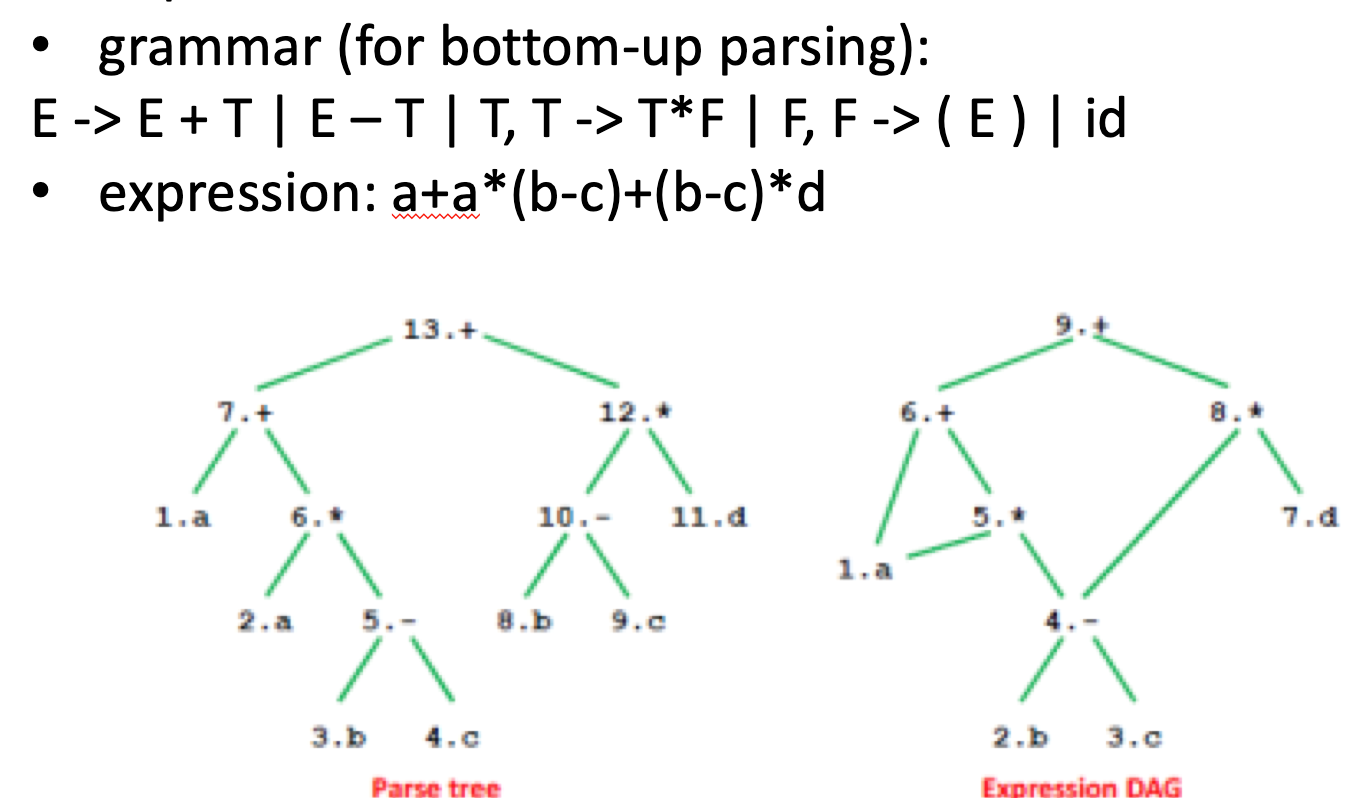 • grammar (for bottom-up parsing):
E -> E + T | E – T | T, T -> T*F | F, F -> ( E ) | id
• expression: a+a*(b-c)+(b-c)*d
13.+ 9.+
7.+ 12.* 6.+ 8.*
1.a 6.* 10.- 11.d 5.* 7.d
1.a
2.a 5.- 8.b 9.c 4.-
3.b 4.c 2.b 3.c
Parse tree Expression DAG